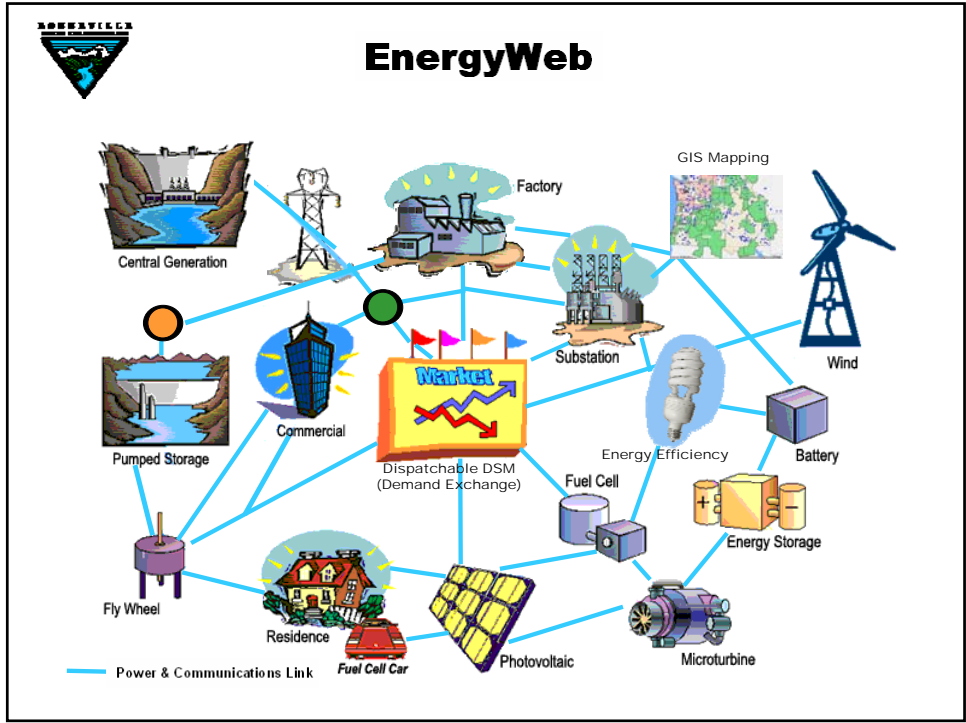 BONNEVILLE
EnergyWeb
GIS Mapping
Factory
Central Generation
Substation
Wind
Market
Commercial
Pumped Storage
Dispatchable DSM
(Demand Exchange)
Energy Efficiency
Battery
Fuel Cell
+
−
Energy Storage
Fly Wheel
Residence
Fuel Cell Car
Photovoltaic
Microturbine
Power & Communications Link